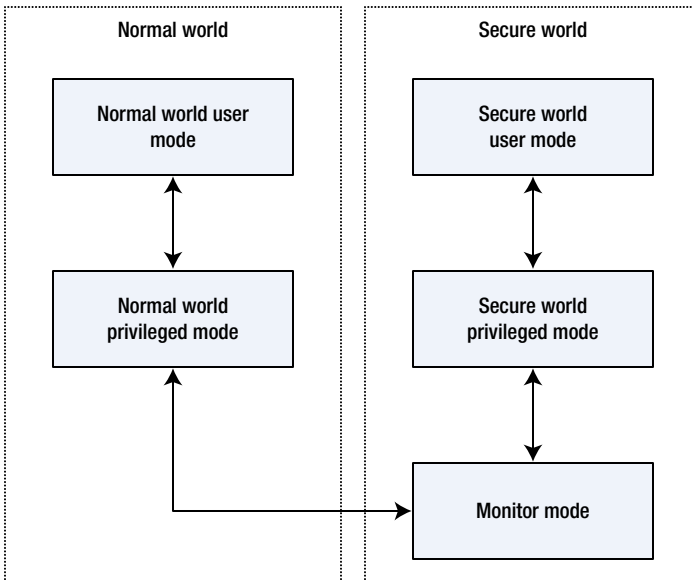 Normal world
Secure world
Normal world user
mode
Secure world
user mode
Normal world
privileged mode
Secure world
privileged mode
Monitor mode